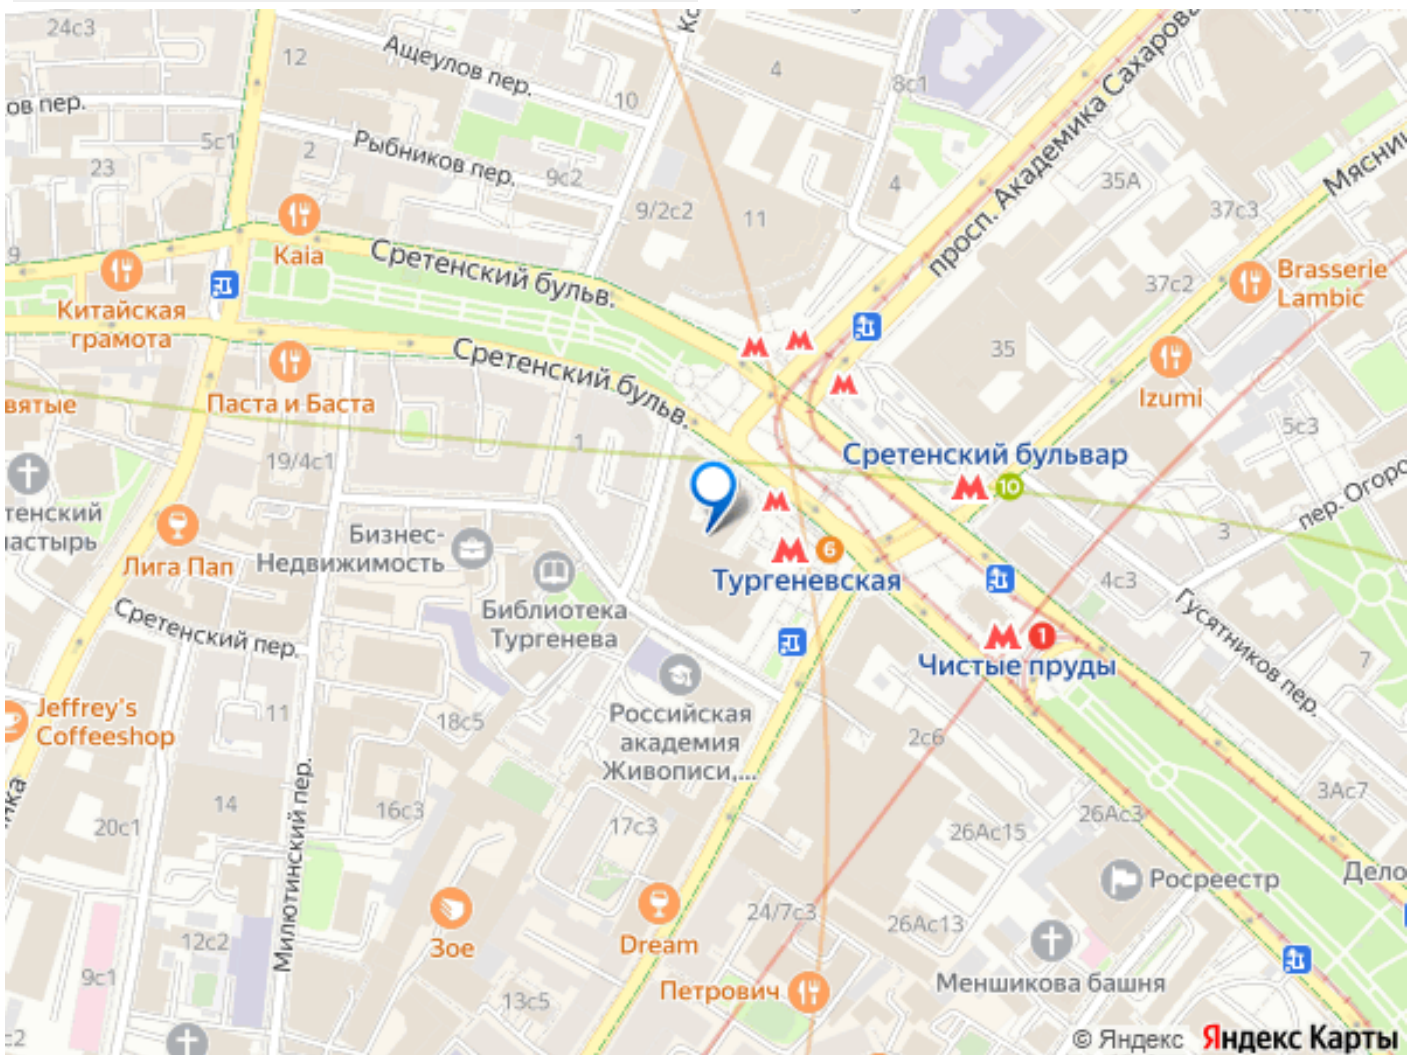 24с3
12
Ащеулов пер.
4
8с1
ов пер.
10
5с1
2
Рыбников пер.
9с2
23
9/2с2
11
4
35А
37с3
просп. Академика Сахарова
Мясниц
9
Kaia
Сретенский бульв.
37с2
Brasserie
Lambic
Китайская
грамота
35
Izumi
Сретенский бульв.
Паста и Баста
вятые
1
19/4с1
Сретенский бульвар
10
5с3
пер. Огоро
3
тенский
настырь
Лига Пап
Бизнес-
Недвижимость
6
Тургеневская
4с3
Библиотека
Тургенева
Гусятников пер.
Сретенский пер.
1
Чистые пруды
7
Jeffrey's
Coffeeshop
11
18с5
Российская
академия
Живописи,...
2с6
Милютинский пер.
14
16с3
20с1
17с3
26Ас15
26Ас3
3Ас7
Росреестр
Дело
Зое
Dream
24/7с3
26Ас13
12с2
9с1
13с5
Петрович
Меншикова башня
с2
© Яндекс Яндекс Карты